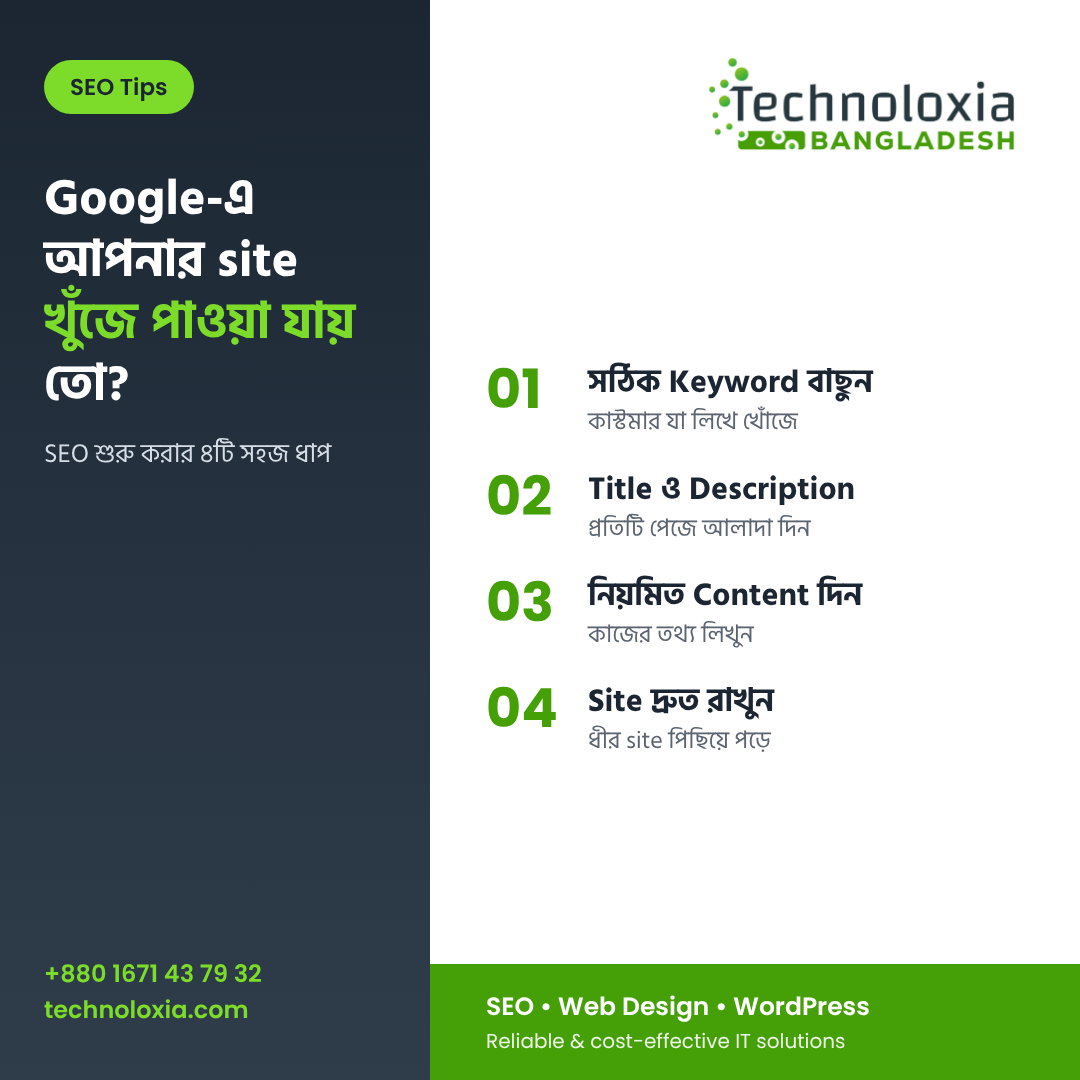 SEO Tips
Google-এ
আপনার site
খুঁজে পাওয়া যায়
তো?
SEO শুরু করার ৪টি সহজ ধাপ
+880 1671 43 79 32
technoloxia.com
Technoloxia
BANGLADESH
01
সঠিক Keyword বাছুন
কাস্টমার যা লিখে খোঁজে
02
Title ও Description
প্রতিটি পেজে আলাদা দিন
03
নিয়মিত Content দিন
কাজের তথ্য লিখুন
04
Site দ্রুত রাখুন
ধীর site পিছিয়ে পড়ে
SEO • Web Design • WordPress
Reliable & cost-effective IT solutions